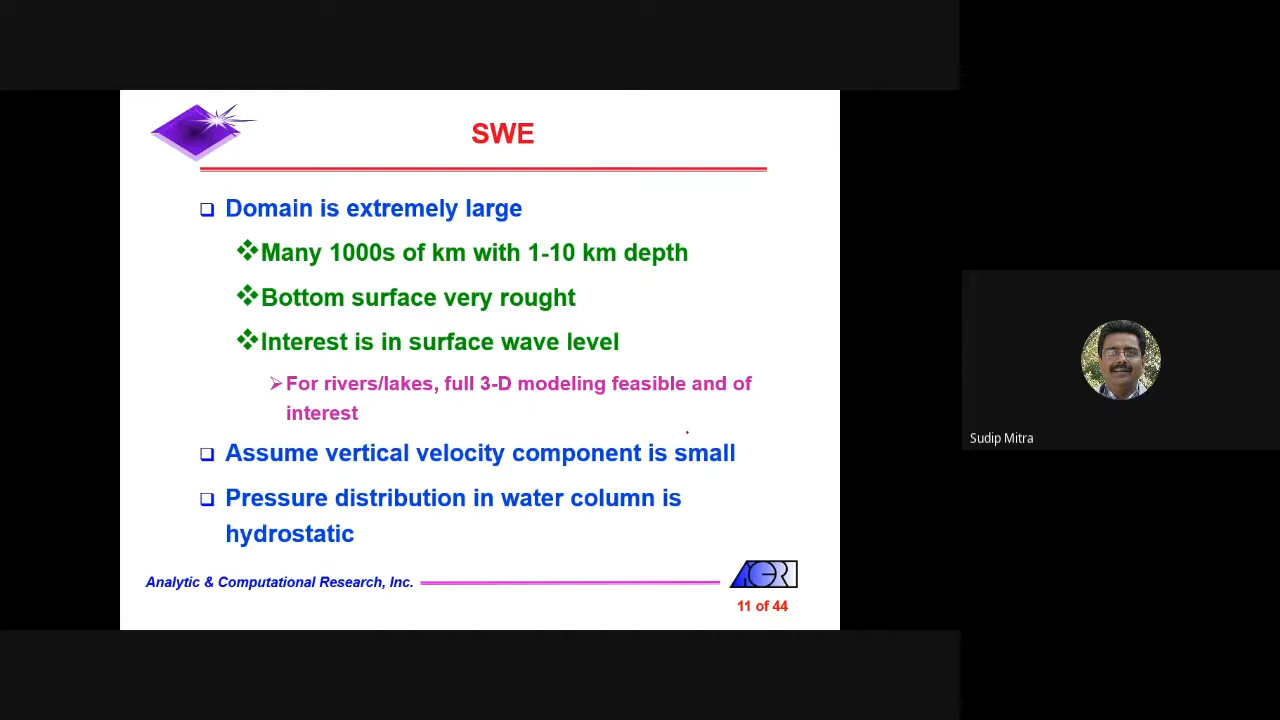 SWE
Domain is extremely large
Many 1000s of km with 1-10 km depth
Bottom surface very rought
Interest is in surface wave level
For rivers/lakes, full 3-D modeling feasible and of
interest
Assume vertical velocity component is small
Pressure distribution in water column is
hydrostatic
Analytic & Computational Research, Inc.
ACRi
11 of 44
Sudip Mitra